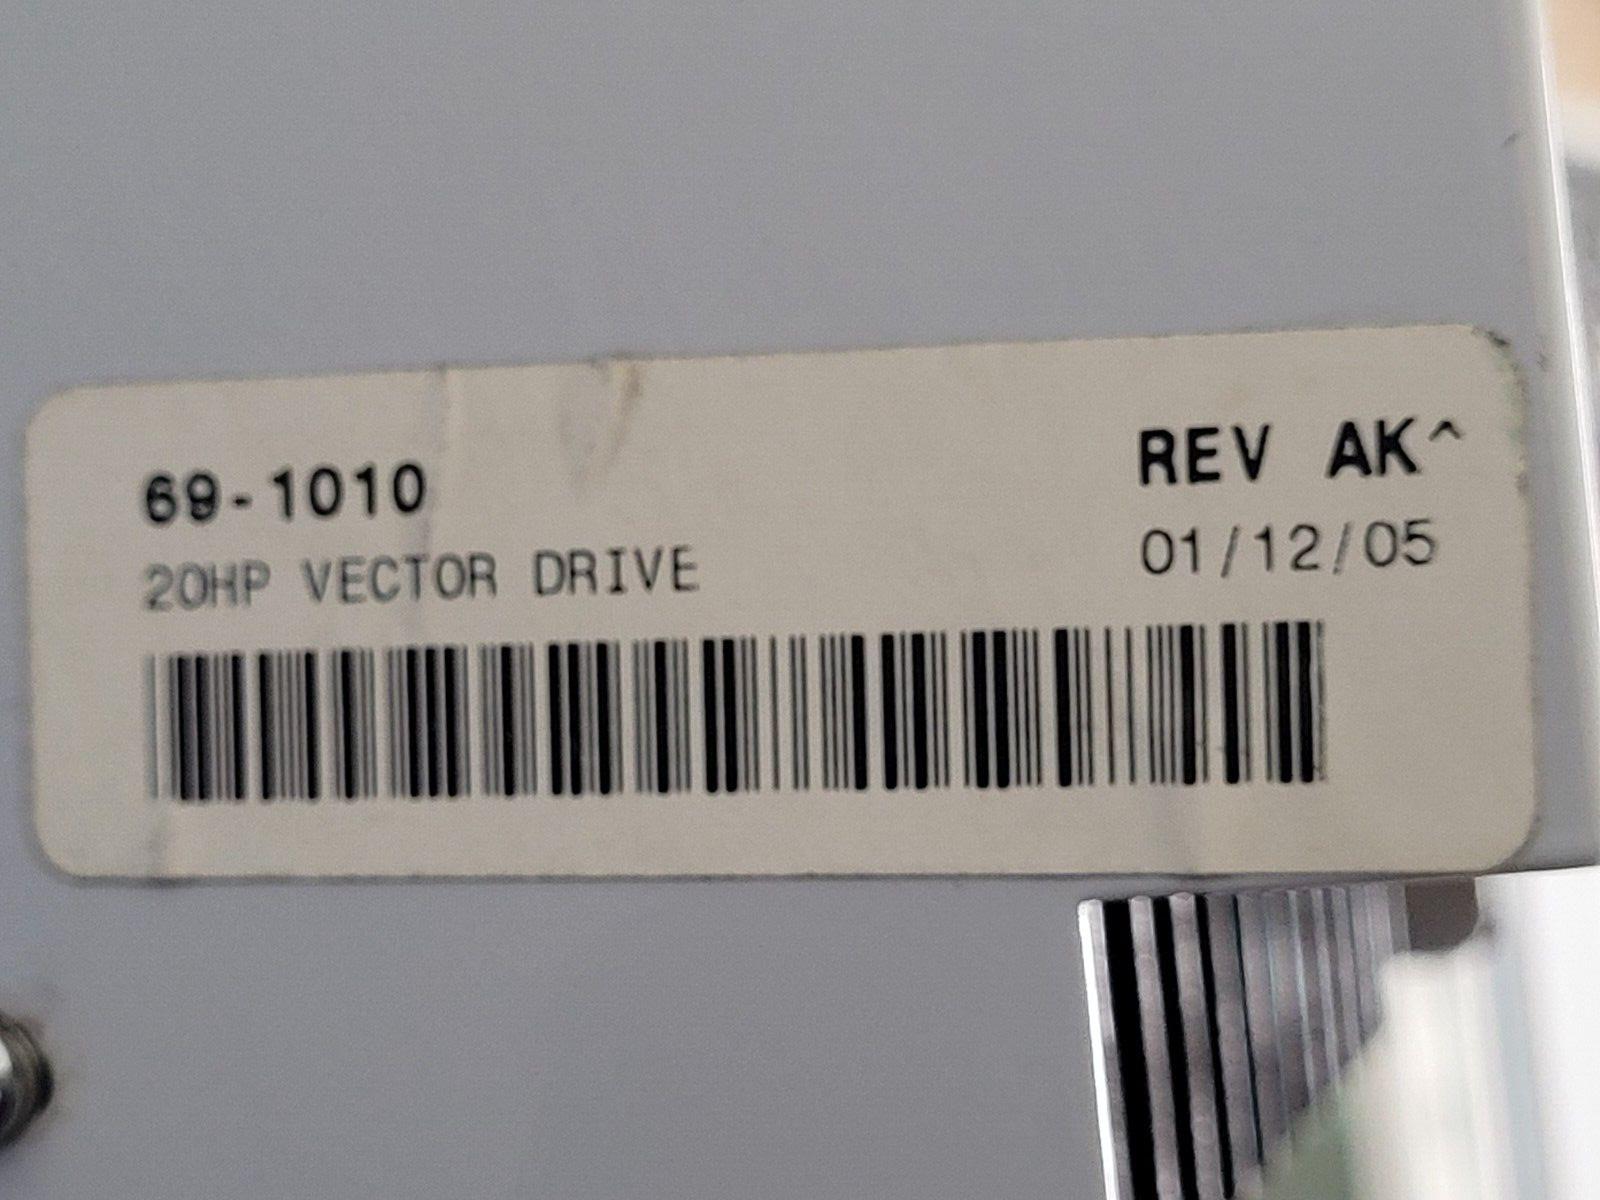 69-1010
REV AK^
20HP VECTOR DRIVE
01/12/05